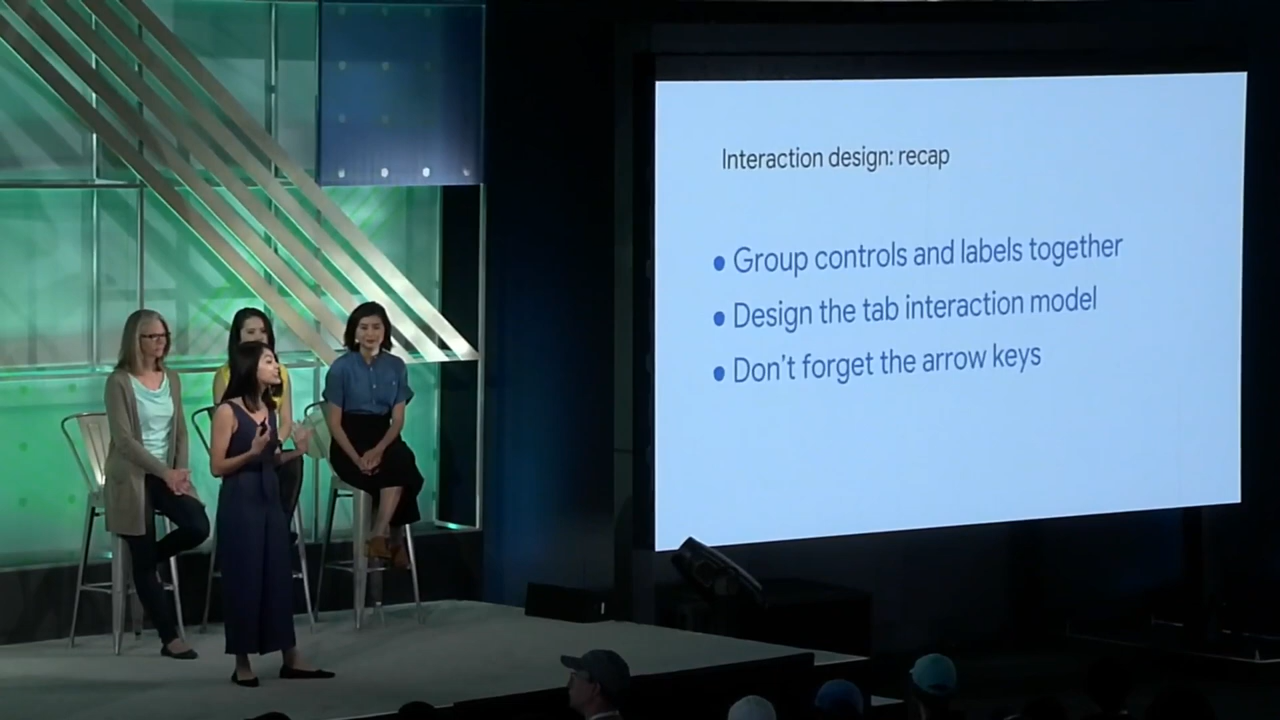 Interaction design: recap
• Group controls and labels together
• Design the tab interaction model
• Don't forget the arrow keys